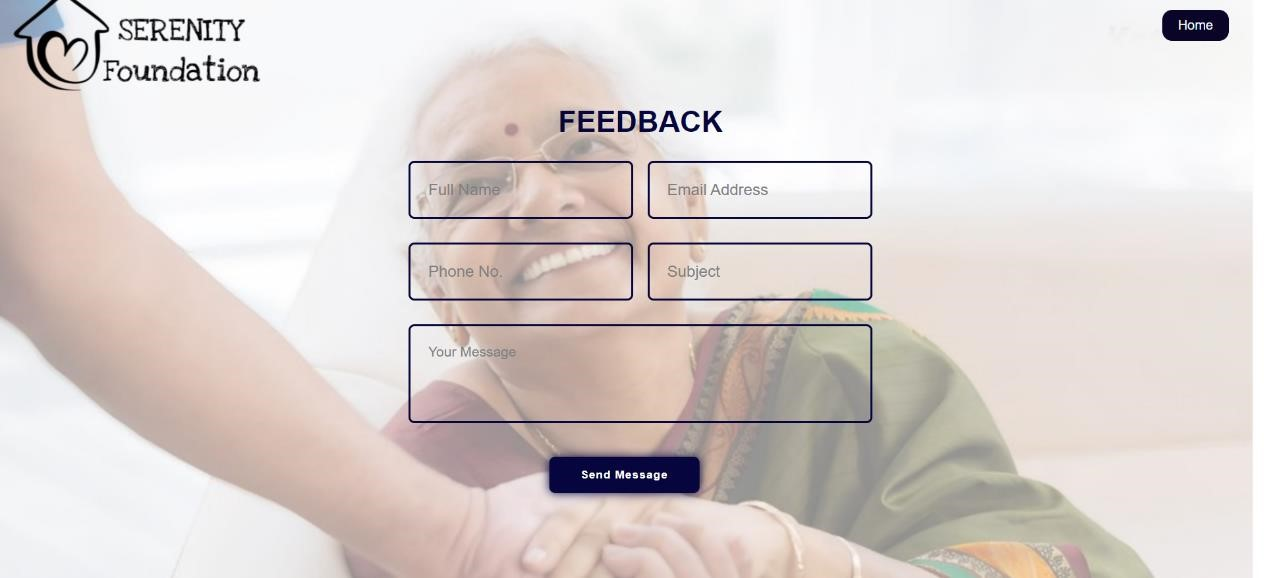 SERENITY
Foundation
Home
FEEDBACK
Full Name
Email Address
Phone No.
Subject
Your Message
Send Message